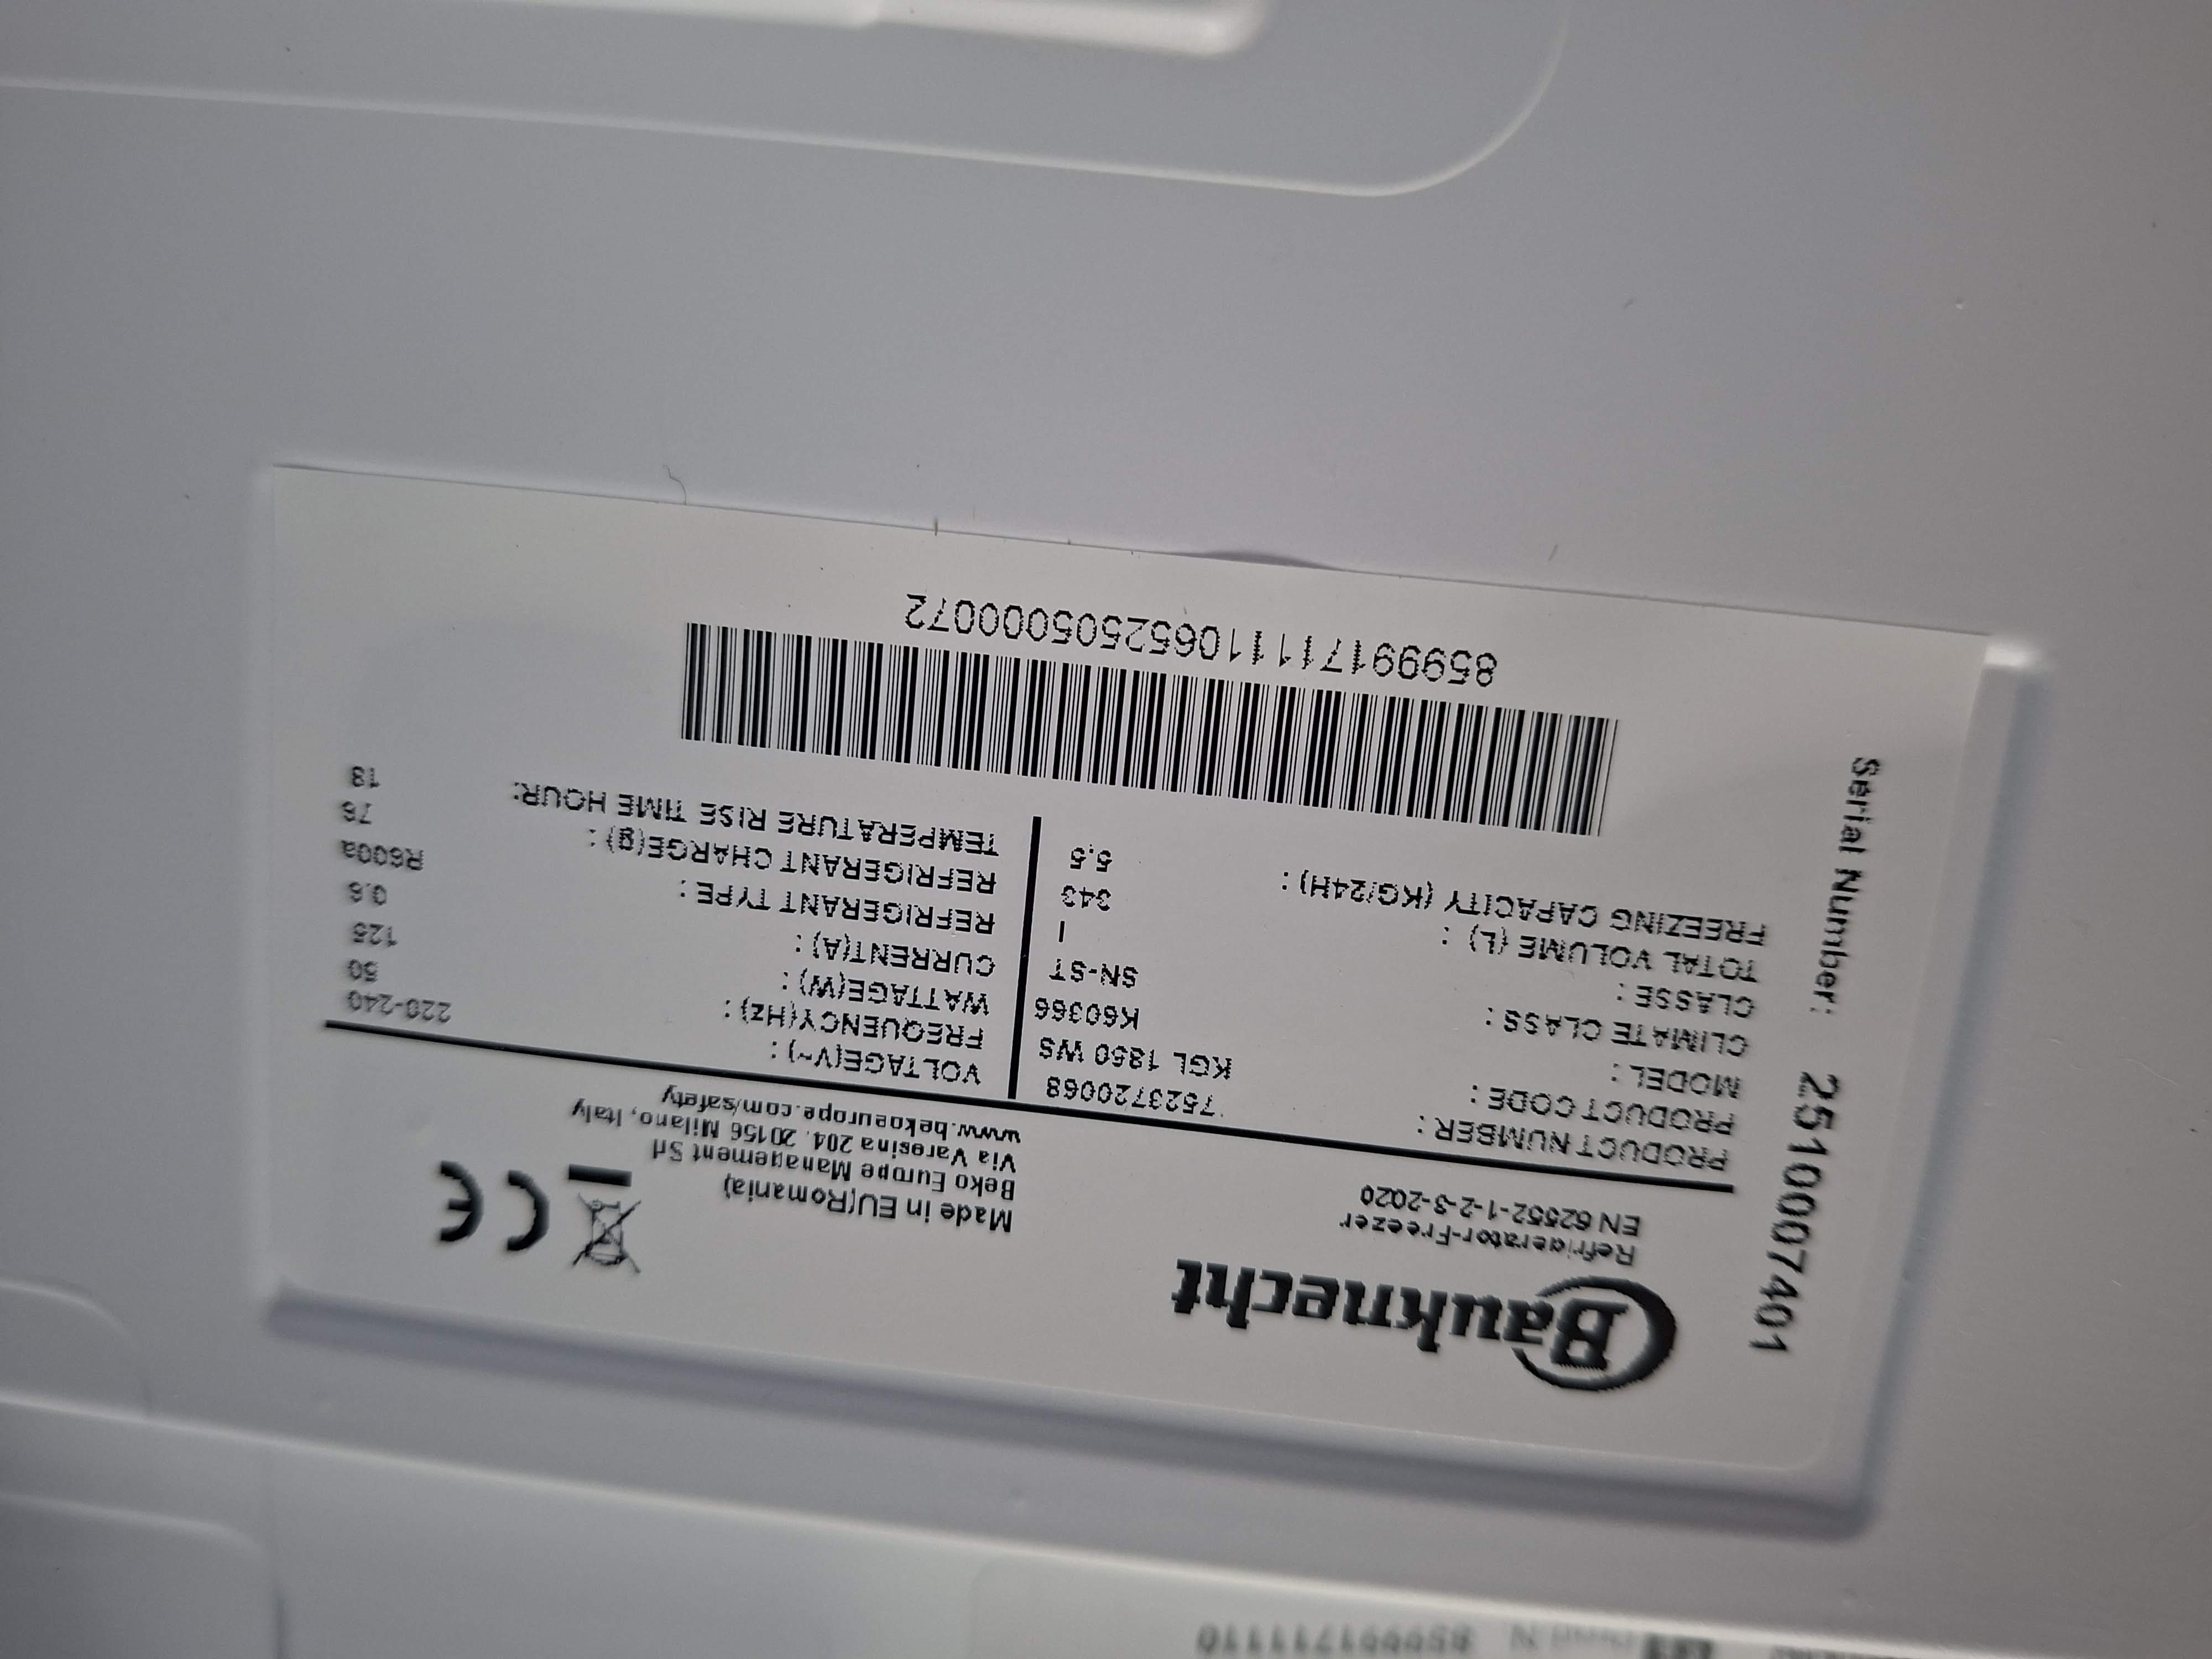 Bauknecht
Refrigerator-Freezer
EN 62552-1-2-3-2020
Made in EU(Romania)
Beko Europe Management Srl
Via Varesina 204, 20156 Milano, Italy
www.bekoeurope.com/safety
CE
PRODUCT NUMBER : 7523720068
PRODUCT CODE : KGL 1850 WS
MODEL : K60366
CLIMATE CLASS : SN-ST
CLASSE : I
TOTAL VOLUME (L) : 343
FREEZING CAPACITY (KG/24H) : 5,5
VOLTAGE(V~) : 220-240
FREQUENCY(Hz) : 50
WATTAGE(W) : 125
CURRENT(A) : 0.6
REFRIGERANT TYPE : R600a
REFRIGERANT CHARGE(g) : 76
TEMPERATURE RISE TIME HOUR: 18
859991711110652505000072
Serial Number: 2510007401
859991711110